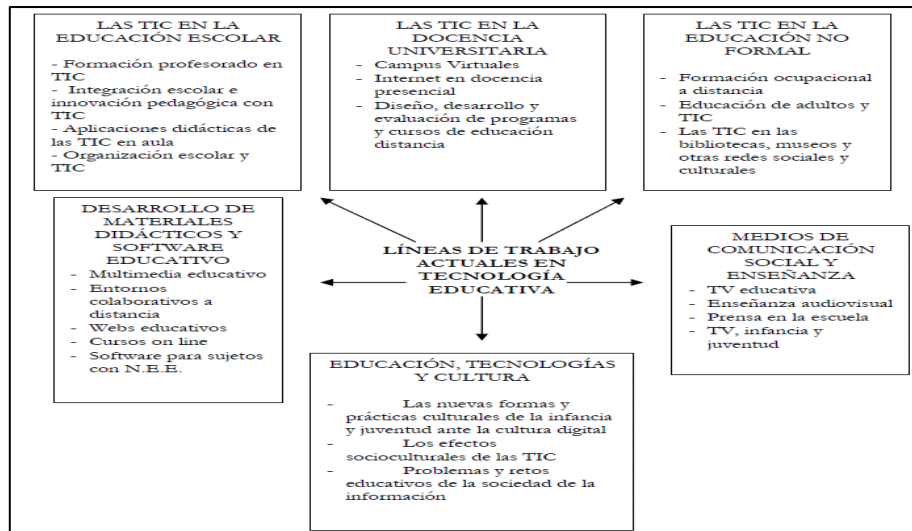 LAS TIC EN LA
EDUCACIÓN ESCOLAR
- Formación profesorado en
TIC
- Integración escolar e
innovación pedagógica con
TIC
- Aplicaciones didácticas de
las TIC en aula
- Organización escolar y
TIC
LAS TIC EN LA
DOCENCIA
UNIVERSITARIA
- Campus Virtuales
- Internet en docencia
presencial
- Diseño, desarrollo y
evaluación de programas
y cursos de educación
distancia
LAS TIC EN LA
EDUCACIÓN NO
FORMAL
- Formación ocupacional
a distancia
- Educación de adultos y
TIC
- Las TIC en las
bibliotecas, museos y
otras redes sociales y
culturales
DESARROLLO DE
MATERIALES
DIDÁCTICOS Y
SOFTWARE
EDUCATIVO
- Multimedia educativo
- Entornos
colaborativos a
distancia
- Webs educativos
- Cursos on line
- Software para sujetos
con N.E.E.
LÍNEAS DE TRABAJO
ACTUALES EN
TECNOLOGÍA
EDUCATIVA
MEDIOS DE
COMUNICACIÓN
SOCIAL Y
ENSEÑANZA
- TV educativa
- Enseñanza audiovisual
- Prensa en la escuela
- TV, infancia y
juventud
EDUCACIÓN, TECNOLOGÍAS
Y CULTURA
- Las nuevas formas y
prácticas culturales de la infancia
y juventud ante la cultura digital
- Los efectos
socioculturales de las TIC
- Problemas y retos
educativos de la sociedad de la
información